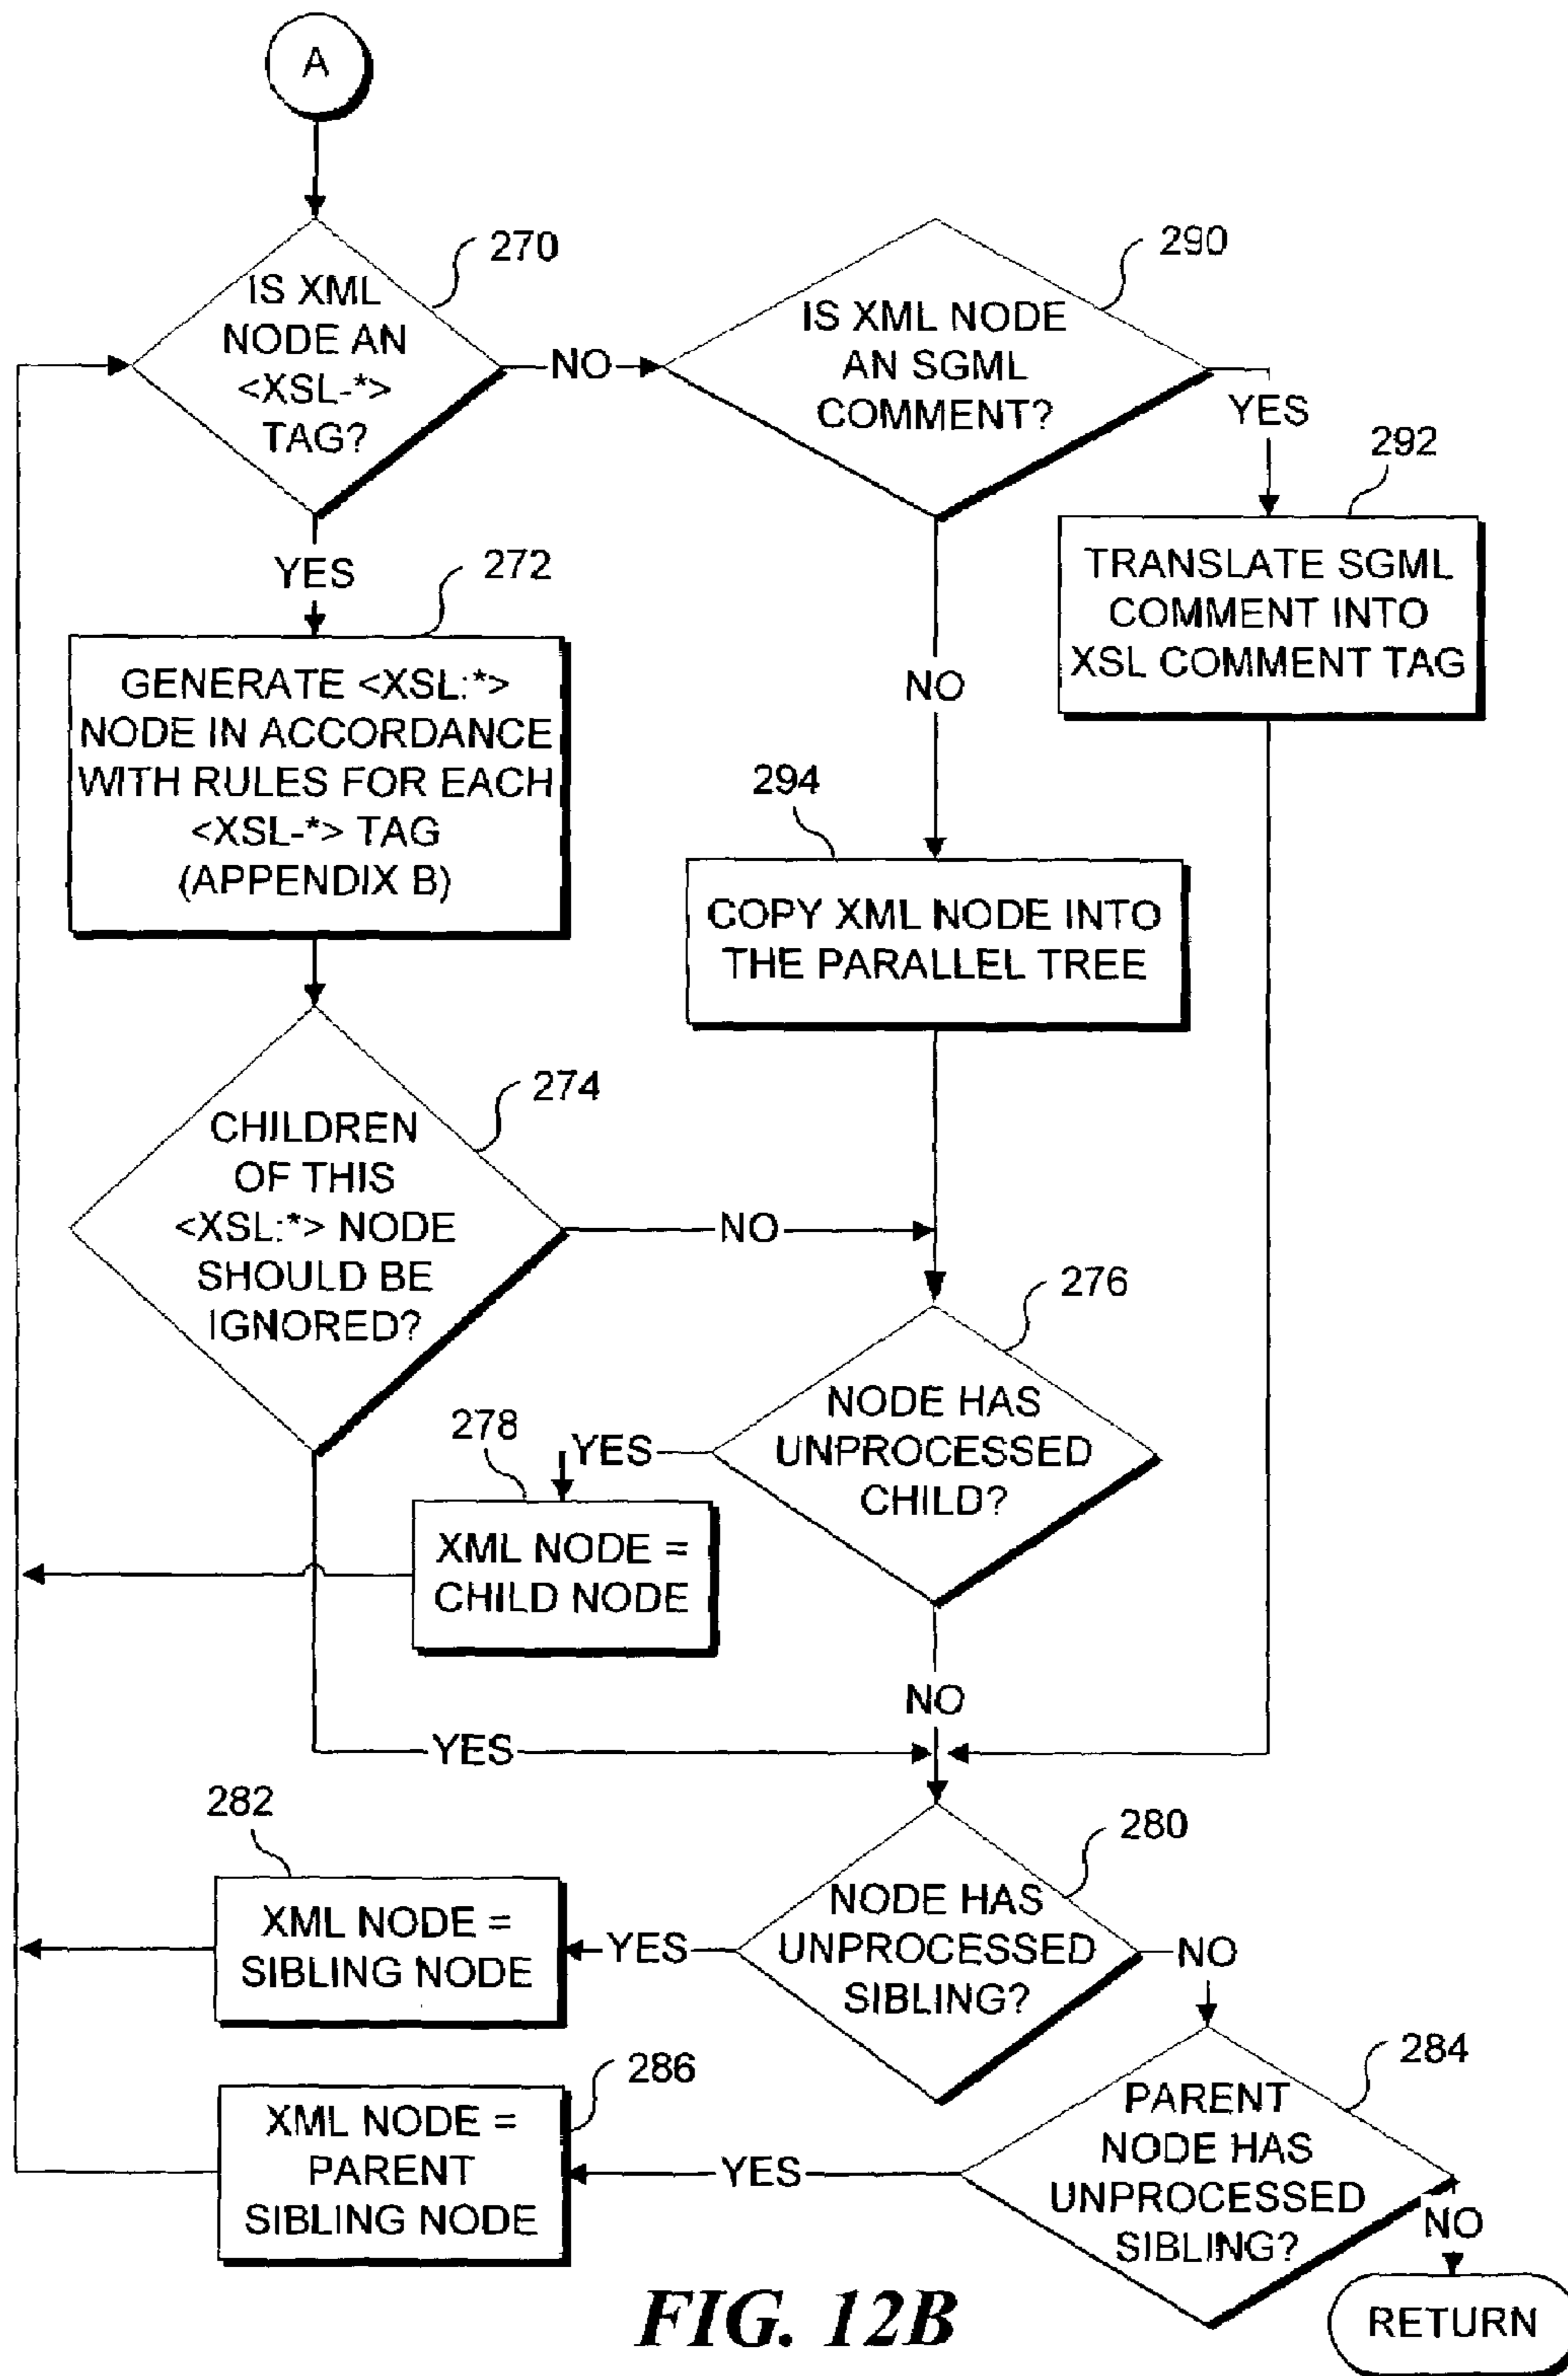 A
270
IS XML
NODE AN
<XSL-*>
TAG?
NO
290
IS XML NODE
AN SGML
COMMENT?
YES
292
TRANSLATE SGML
COMMENT INTO
XSL COMMENT TAG
YES
272
GENERATE <XSL:*>
NODE IN ACCORDANCE
WITH RULES FOR EACH
<XSL-*> TAG
(APPENDIX B)
NO
294
COPY XML NODE INTO
THE PARALLEL TREE
274
CHILDREN
OF THIS
<XSL:*> NODE
SHOULD BE
IGNORED?
NO
276
NODE HAS
UNPROCESSED
CHILD?
278
YES
XML NODE =
CHILD NODE
NO
YES
282
280
XML NODE =
SIBLING NODE
YES
NODE HAS
UNPROCESSED
SIBLING?
NO
286
284
XML NODE =
PARENT
SIBLING NODE
YES
PARENT
NODE HAS
UNPROCESSED
SIBLING?
NO
RETURN
FIG. 12B